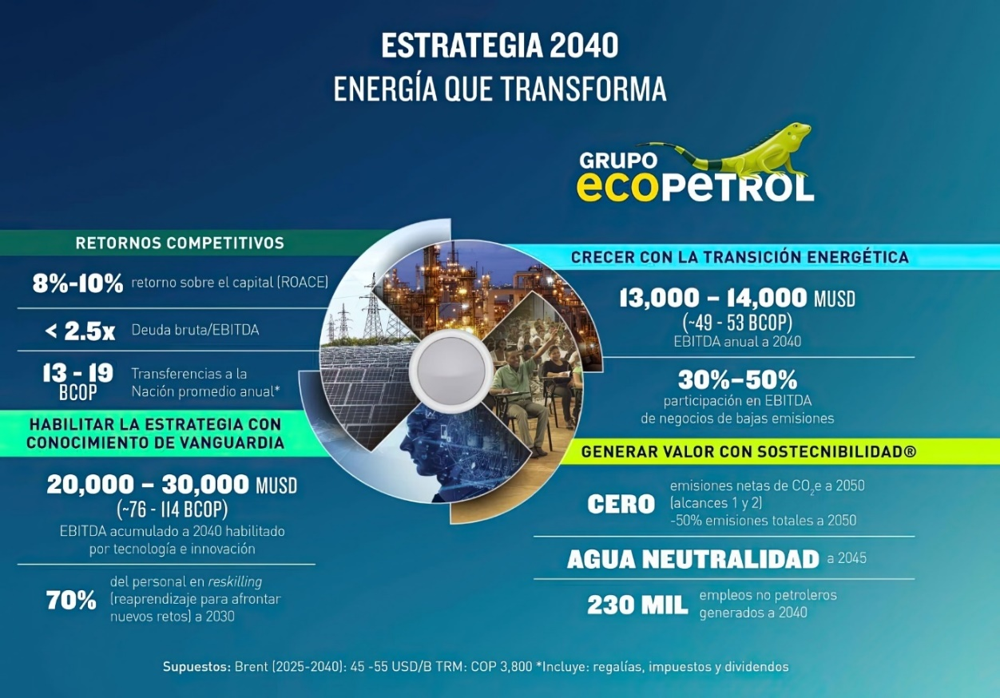 ESTRATEGIA 2040
ENERGÍA QUE TRANSFORMA
GRUPO
ecopetrol
RETORNOS COMPETITIVOS
8%-10% retorno sobre el capital (ROACE)
< 2.5x Deuda bruta/EBITDA
13 - 19
BCOP
Transferencias a la
Nación promedio anual*
HABILITAR LA ESTRATEGIA CON
CONOCIMIENTO DE VANGUARDIA
20,000 – 30,000 MUSD
(~76 - 114 BCOP)
EBITDA acumulado a 2040 habilitado
por tecnología e innovación
70%
del personal en reskilling
(reaprendizaje para afrontar
nuevos retos) a 2030
CRECER CON LA TRANSICIÓN ENERGÉTICA
13,000 – 14,000 MUSD
(~49 - 53 BCOP)
EBITDA anual a 2040
30%–50%
participación en EBITDA
de negocios de bajas emisiones
GENERAR VALOR CON SOSTECNIBILIDAD®
CERO
emisiones netas de CO₂e a 2050
(alcances 1 y 2)
-50% emisiones totales a 2050
AGUA NEUTRALIDAD a 2045
230 MIL
empleos no petroleros
generados a 2040
Supuestos: Brent (2025-2040): 45 -55 USD/B TRM: COP 3,800 *Incluye: regalías, impuestos y dividendos